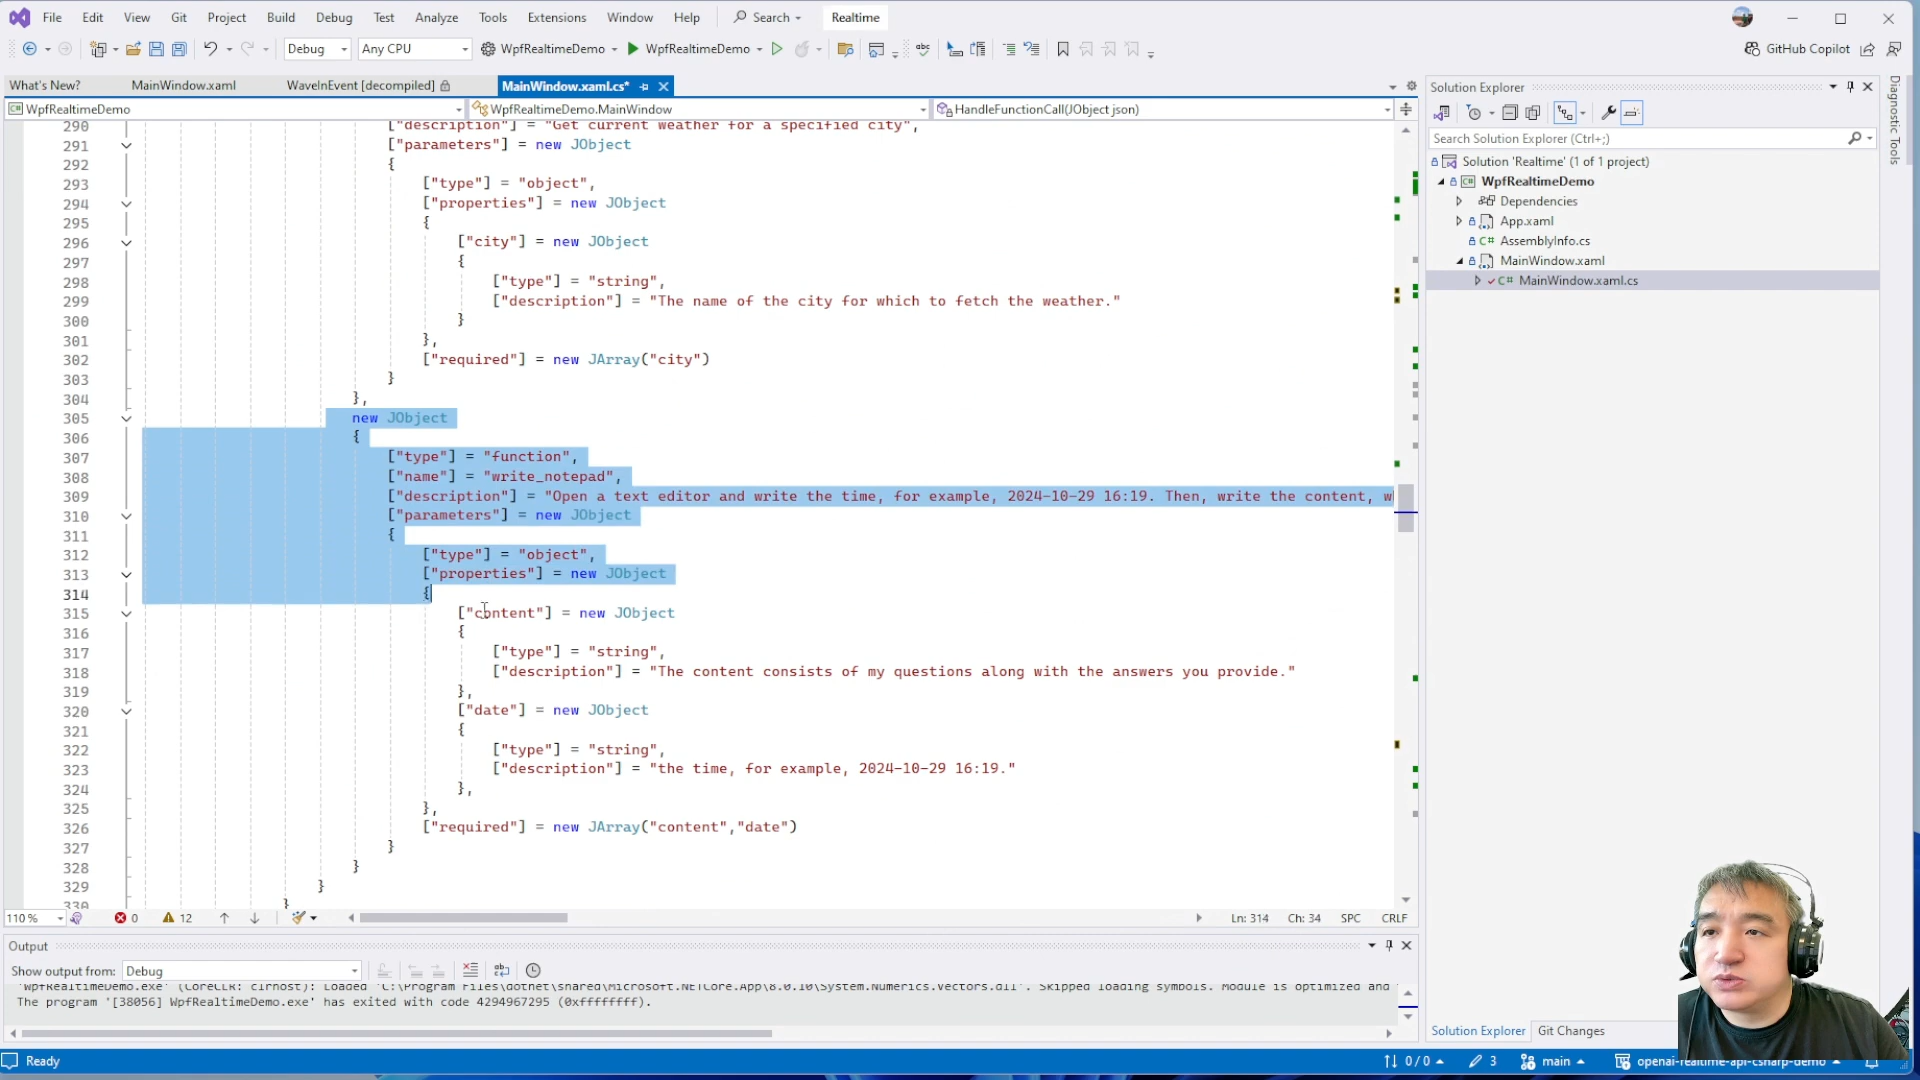 File Edit View Git Project Build Debug Test Analyze Tools Extensions Window Help Search Realtime
Debug Any CPU WpfRealtimeDemo WpfRealtimeDemo GitHub Copilot
What's New? MainWindow.xaml WaveInEvent [decompiled] MainWindow.xaml.cs*
WpfRealtimeDemo WpfRealtimeDemo.MainWindow HandleFunctionCall(JObject json)
290 ["description"] = "Get current weather for a specified city",
291 ["parameters"] = new JObject
292 {
293 ["type"] = "object",
294 ["properties"] = new JObject
295 {
296 ["city"] = new JObject
297 {
298 ["type"] = "string",
299 ["description"] = "The name of the city for which to fetch the weather."
300 }
301 },
302 ["required"] = new JArray("city")
303 }
304 },
305 new JObject
306 {
307 ["type"] = "function",
308 ["name"] = "write_notepad",
309 ["description"] = "Open a text editor and write the time, for example, 2024-10-29 16:19. Then, write the content,
310 ["parameters"] = new JObject
311 {
312 ["type"] = "object",
313 ["properties"] = new JObject
314 {
315 ["content"] = new JObject
316 {
317 ["type"] = "string",
318 ["description"] = "The content consists of my questions along with the answers you provide."
319 },
320 ["date"] = new JObject
321 {
322 ["type"] = "string",
323 ["description"] = "the time, for example, 2024-10-29 16:19."
324 },
325 },
326 ["required"] = new JArray("content","date")
327 }
328 }
329 }
330 }
110 % 0 12 Ln: 314 Ch: 34 SPC CRLF
Output
Show output from: Debug
'WpfRealtimeDemo.exe' (CoreCLR: clrhost): Loaded 'C:\Program Files\dotnet\shared\Microsoft.NETCore.App\8.0.10\System.Numerics.Vectors.dll'. Skipped loading symbols. Module is optimized and
The program '[38056] WpfRealtimeDemo.exe' has exited with code 4294967295 (0xffffffff).
Solution Explorer
Search Solution Explorer (Ctrl+;)
Solution 'Realtime' (1 of 1 project)
WpfRealtimeDemo
Dependencies
App.xaml
AssemblyInfo.cs
MainWindow.xaml
MainWindow.xaml.cs
Diagnostic Tools
Solution Explorer Git Changes
Ready 0 / 0 3 main openai-realtime-api-csharp-demo